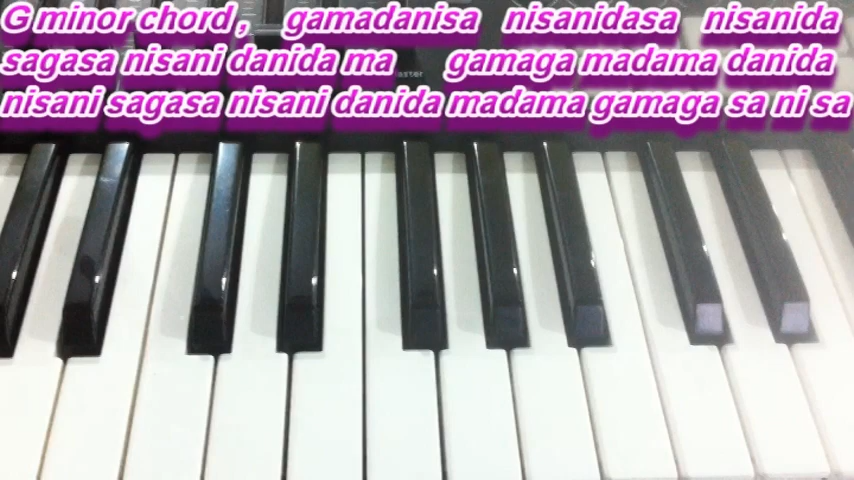 G minor chord , gamadanisa nisanidasa nisanida
sagasa nisani danida ma gamaga madama danida
nisani sagasa nisani danida madama gamaga sa ni sa